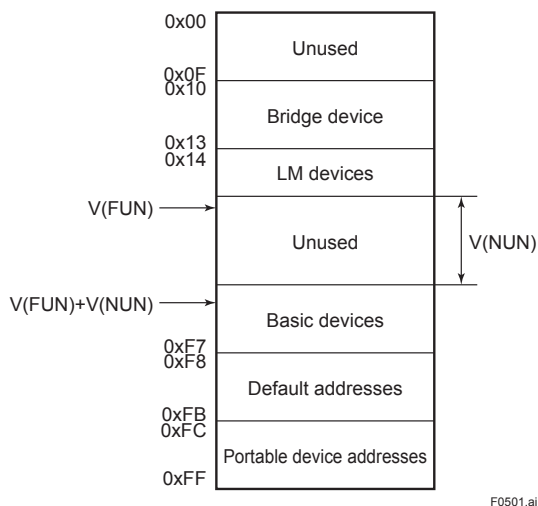 0x00
Unused
0x0F
0x10
Bridge device
0x13
0x14
LM devices
V(FUN)
Unused
V(NUN)
V(FUN)+V(NUN)
Basic devices
0xF7
0xF8
Default addresses
0xFB
0xFC
Portable device addresses
0xFF
F0501.ai